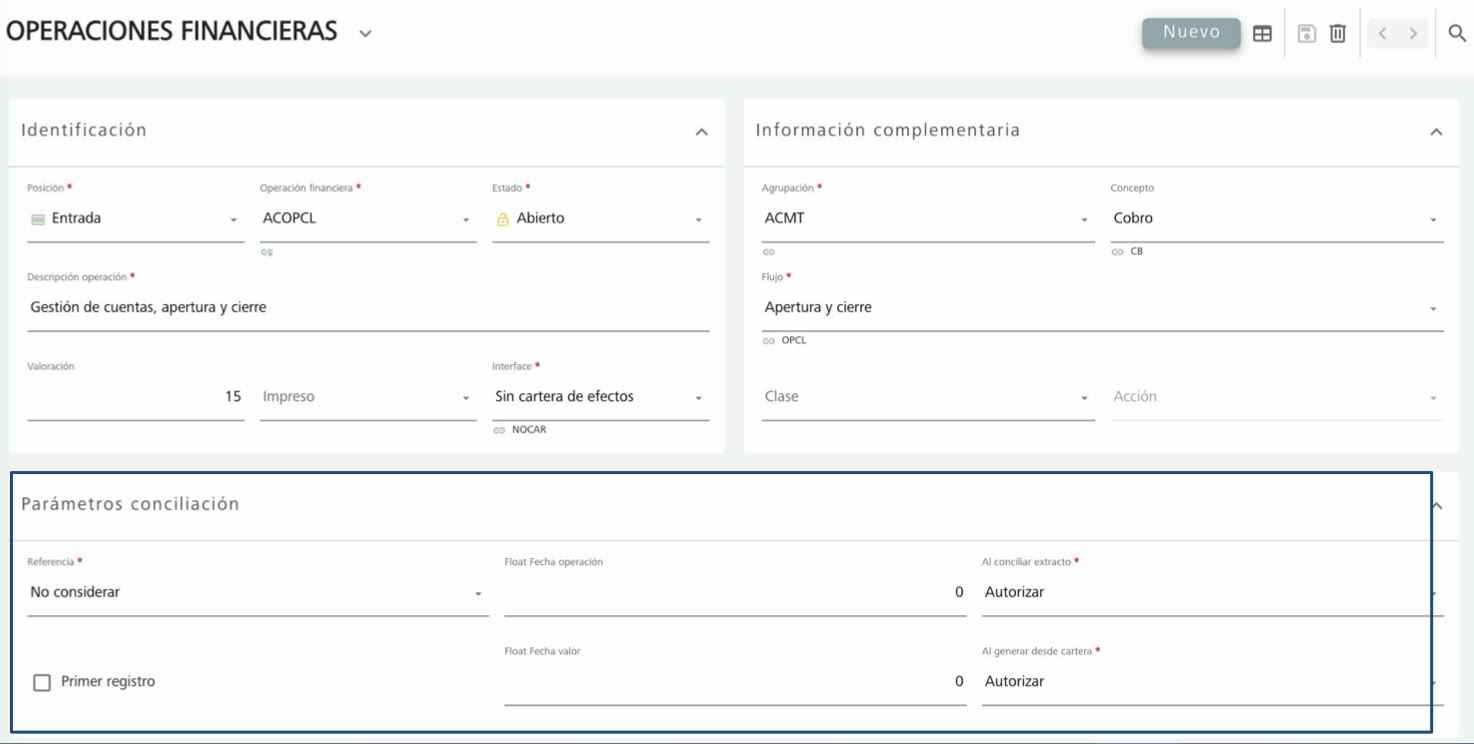 OPERACIONES FINANCIERAS
Nuevo
Identificación
Posición *
Operación financiera *
Estado *
Entrada
ACOPCL
Abierto
Descripción operación *
Gestión de cuentas, apertura y cierre
Valoración
Interface *
15
Impreso
Sin cartera de efectos
NOCAR
Información complementaria
Agrupación *
Concepto
ACMT
Cobro
CB
Flujo *
Apertura y cierre
OPCL
Clase
Acción
Parámetros conciliación
Referencia *
Float Fecha operación
Al conciliar extracto *
No considerar
0
Autorizar
Float Fecha valor
Al generar desde cartera *
Primer registro
0
Autorizar